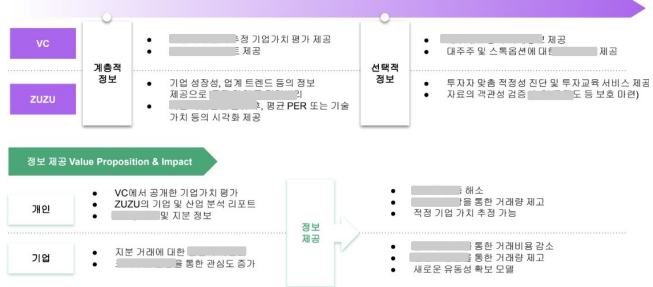 VC
계층적
정보
추정 기업가치 평가 제공
제공
선택적
정보
제공
대주주 및 스톡옵션에 대한 제공
ZUZU
기업 성장성, 업계 트렌드 등의 정보
제공으로
평균 PER 또는 기술
가치 등의 시각화 제공
투자자 맞춤 적정성 진단 및 투자교육 서비스 제공
자료의 객관성 검증 등 보호 마련)
정보 제공 Value Proposition & Impact
개인
VC에서 공개한 기업가치 평가
ZUZU의 기업 및 산업 분석 리포트
및 지분 정보
정보
제공
해소
을 통한 거래량 제고
적정 기업 가치 추정 가능
기업
지분 거래에 대한
을 통한 관심도 증가
통한 거래비용 감소
을 통한 거래량 제고
새로운 유동성 확보 모델